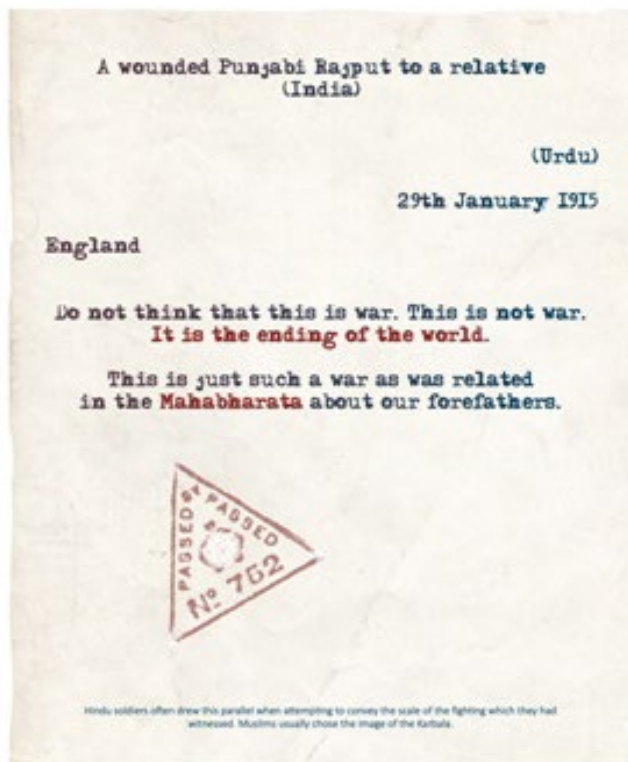 A wounded Punjabi Rajput to a relative
(India)
(Urdu)
29th January 1915
England
Do not think that this is war. This is not war.
It is the ending of the world.
This is just such a war as was related
in the Mahabharata about our forefathers.
PASSED BY PASSED
Nº 752
Hindu soldiers often drew this parallel when attempting to convey the scale of the fighting which they had
witnessed. Muslims usually chose the image of the Karbala.